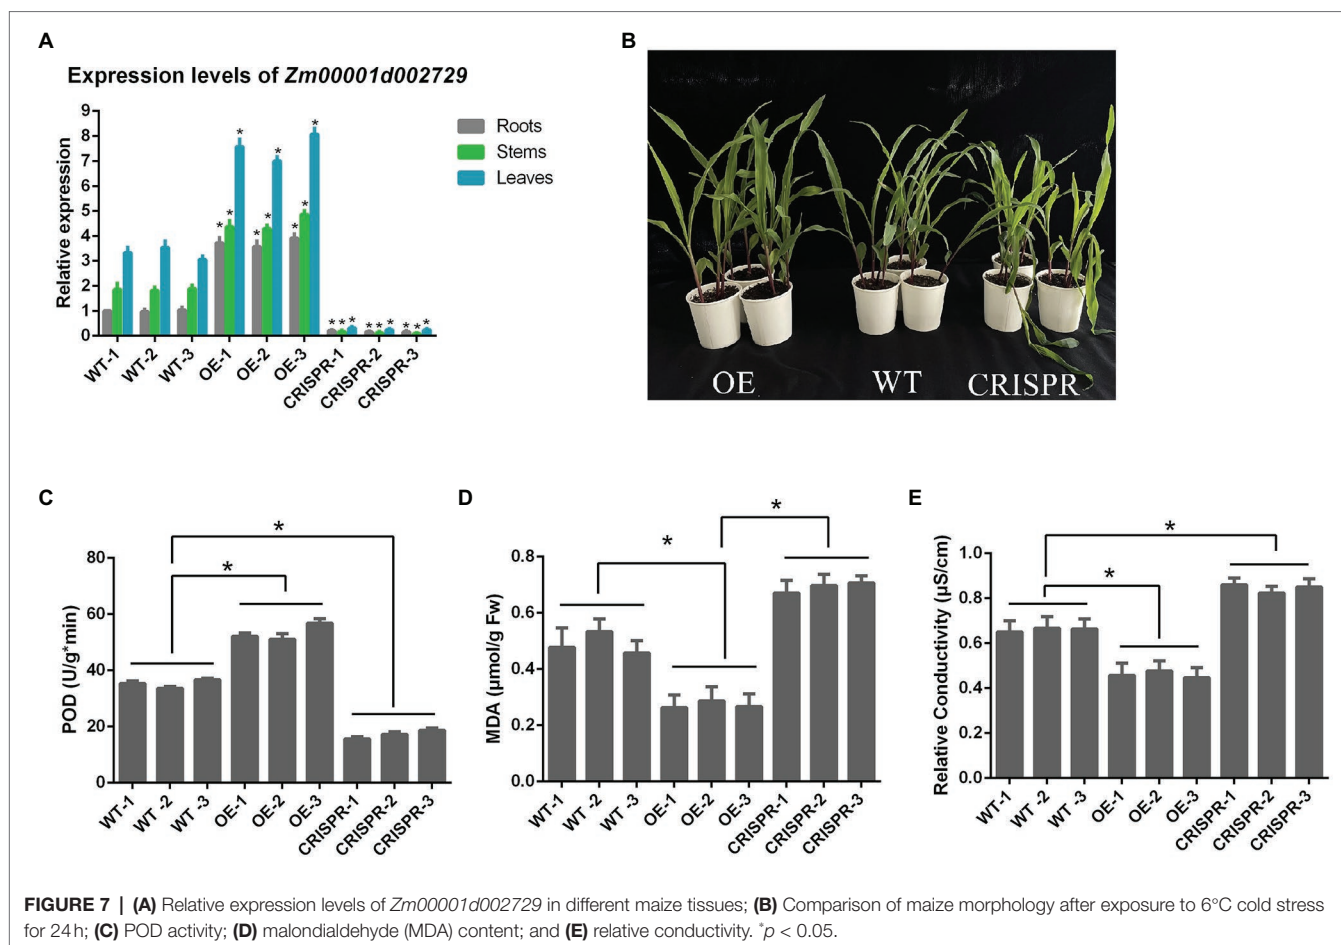 A
Expression levels of Zm00001d002729
Relative expression
9
8
7
6
5
4
3
2
1
0
* * * * * * * * *
** * ** * * * *
WT-1 WT-2 WT-3 OE-1 OE-2 OE-3 CRISPR-1 CRISPR-2 CRISPR-3
Roots
Stems
Leaves
B
OE WT CRISPR
C
POD (U/g*min)
80
60
40
20
0
*
*
WT-1 WT -2 WT -3 OE-1 OE-2 OE-3 CRISPR-1 CRISPR-2 CRISPR-3
D
MDA (μmol/g Fw)
0.8
0.6
0.4
0.2
0.0
*
*
WT-1 WT -2 WT -3 OE-1 OE-2 OE-3 CRISPR-1 CRISPR-2 CRISPR-3
E
Relative Conductivity (μS/cm)
1.0
0.8
0.6
0.4
0.2
0.0
*
*
WT-1 WT -2 WT -3 OE-1 OE-2 OE-3 CRISPR-1 CRISPR-2 CRISPR-3
FIGURE 7 | (A) Relative expression levels of Zm00001d002729 in different maize tissues; (B) Comparison of maize morphology after exposure to 6°C cold stress
for 24 h; (C) POD activity; (D) malondialdehyde (MDA) content; and (E) relative conductivity. *p < 0.05.